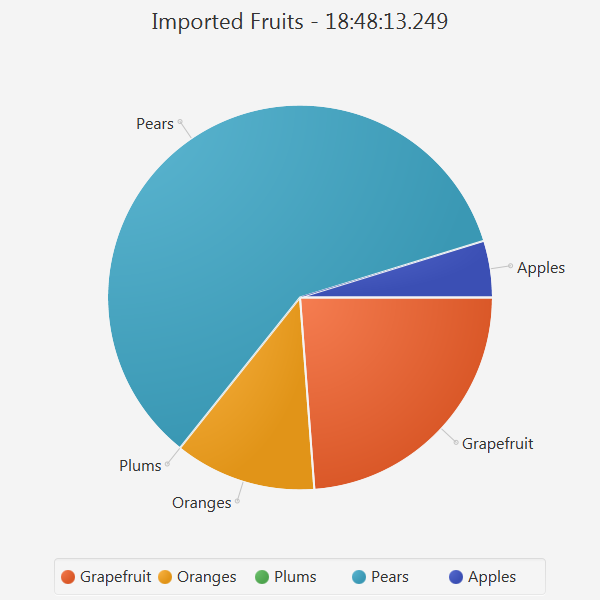 Imported Fruits - 18:48:13.249
Pears
Apples
Grapefruit
Plums
Oranges
Grapefruit Oranges Plums Pears Apples